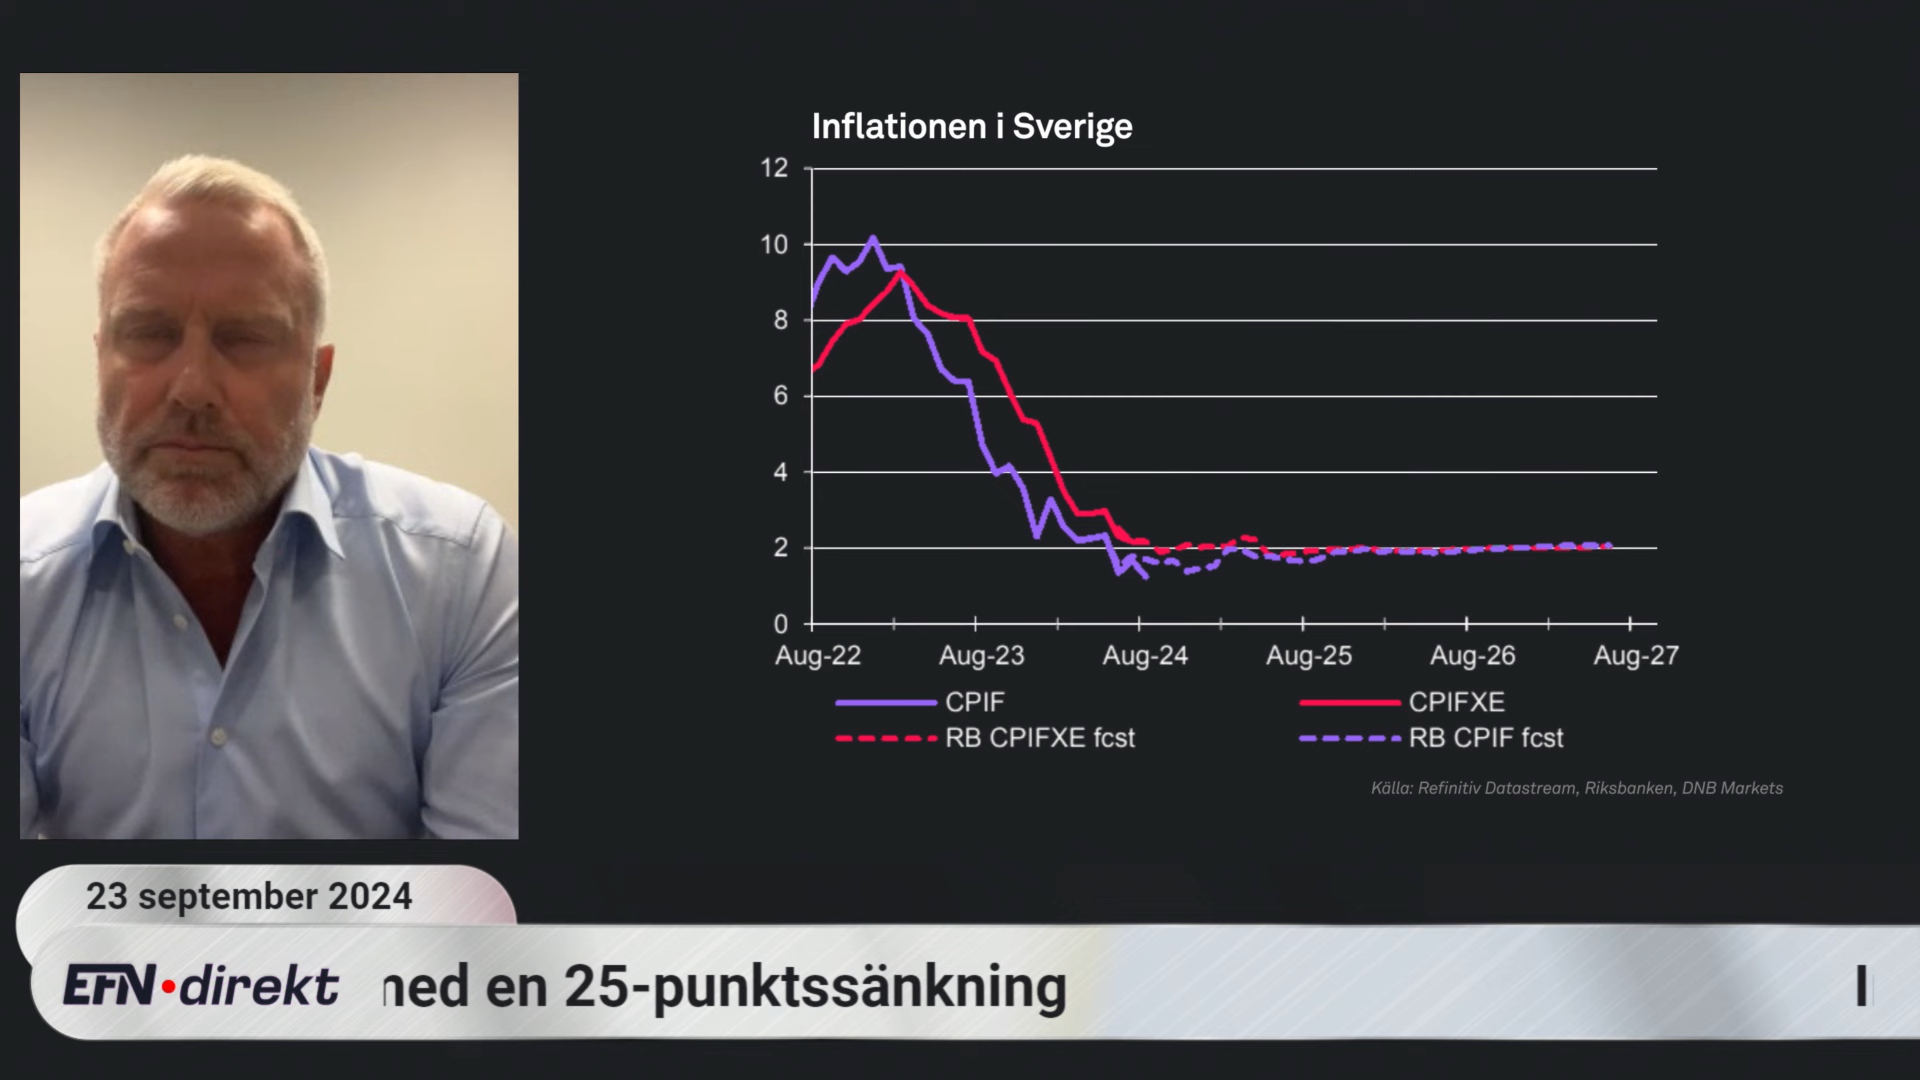 Inflationen i Sverige
12
10
8
6
4
2
0
Aug-22 Aug-23 Aug-24 Aug-25 Aug-26 Aug-27
CPIF CPIFXE
RB CPIFXE fcst RB CPIF fcst
Källa: Refinitiv Datastream, Riksbanken, DNB Markets
23 september 2024
EFN direkt en 25-punktssänkning